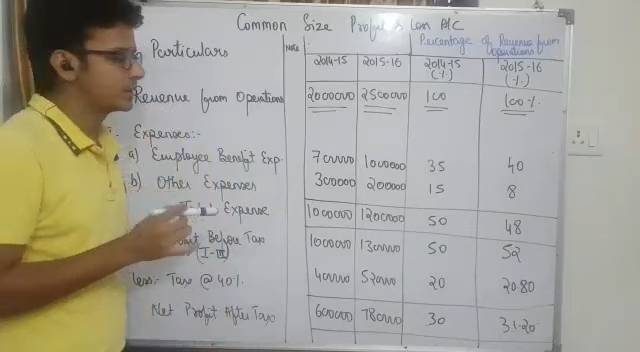 Common Size Profit & Loss A/C
Particulars Note Percentage of Revenue from operations
2014-15 2015-16 2014-15 (%) 2015-16 (%)
Revenue from Operations 2000000 2500000 100 100%
Expenses:-
a) Employee Benefit Exp. 700000 1000000 35 40
b) Other Expenses 300000 200000 15 8
Expense 1000000 1200000 50 48
Before Tax 1000000 1300000 50 52
(I-III)
less:- Tax @ 40% 400000 520000 20 20.80
Net Profit After Tax 600000 780000 30 31.20